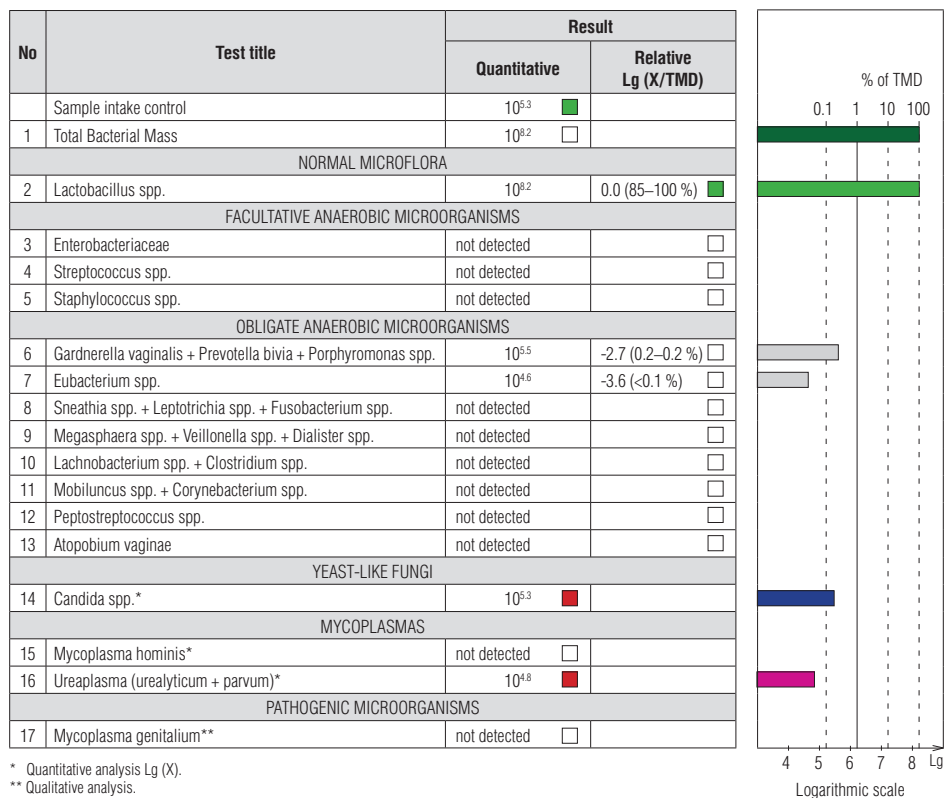 No Test title Result
Quantitative Relative Lg (X/TMD)
Sample intake control 10^5.3
1 Total Bacterial Mass 10^8.2
NORMAL MICROFLORA
2 Lactobacillus spp. 10^8.2 0.0 (85–100 %)
FACULTATIVE ANAEROBIC MICROORGANISMS
3 Enterobacteriaceae not detected
4 Streptococcus spp. not detected
5 Staphylococcus spp. not detected
OBLIGATE ANAEROBIC MICROORGANISMS
6 Gardnerella vaginalis + Prevotella bivia + Porphyromonas spp. 10^5.5 -2.7 (0.2–0.2 %)
7 Eubacterium spp. 10^4.6 -3.6 (<0.1 %)
8 Sneathia spp. + Leptotrichia spp. + Fusobacterium spp. not detected
9 Megasphaera spp. + Veillonella spp. + Dialister spp. not detected
10 Lachnobacterium spp. + Clostridium spp. not detected
11 Mobiluncus spp. + Corynebacterium spp. not detected
12 Peptostreptococcus spp. not detected
13 Atopobium vaginae not detected
YEAST-LIKE FUNGI
14 Candida spp.* 10^5.3
MYCOPLASMAS
15 Mycoplasma hominis* not detected
16 Ureaplasma (urealyticum + parvum)* 10^4.8
PATHOGENIC MICROORGANISMS
17 Mycoplasma genitalium** not detected
* Quantitative analysis Lg (X).
** Qualitative analysis.
% of TMD
0.1 1 10 100
4 5 6 7 8 Lg
Logarithmic scale